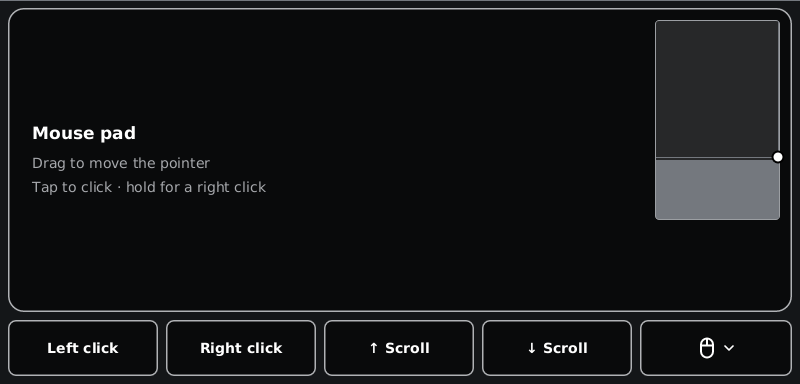 Mouse pad
Drag to move the pointer
Tap to click · hold for a right click
Left click
Right click
↑ Scroll
↓ Scroll